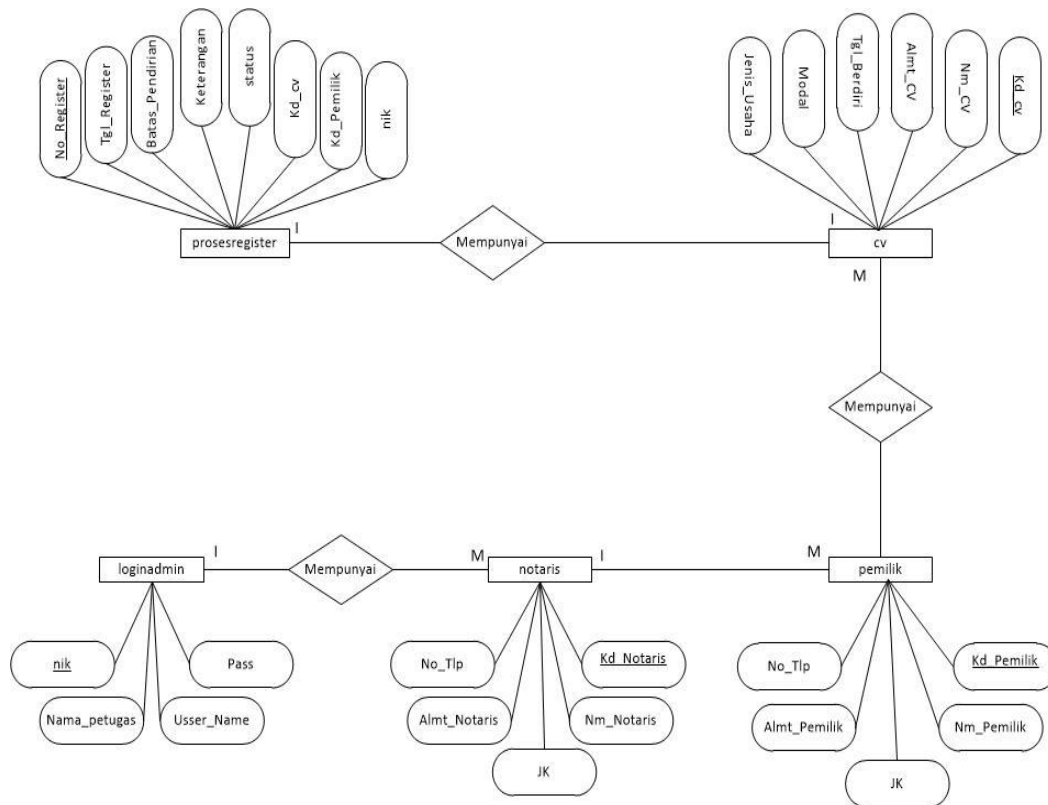 No_Register
Tgl_Register
Batas_Pendirian
Keterangan
status
Kd_cv
Kd_Pemilik
nik
Jenis_Usaha
Modal
Tgl_Berdiri
Almt_CV
Nm_CV
Kd_cv
prosesregister
I
Mempunyai
I
cv
M
Mempunyai
loginadmin
I
Mempunyai
M
notaris
I
M
pemilik
nik
Pass
Nama_petugas
Usser_Name
No_Tlp
Kd_Notaris
Almt_Notaris
Nm_Notaris
JK
No_Tlp
Kd_Pemilik
Almt_Pemilik
Nm_Pemilik
JK